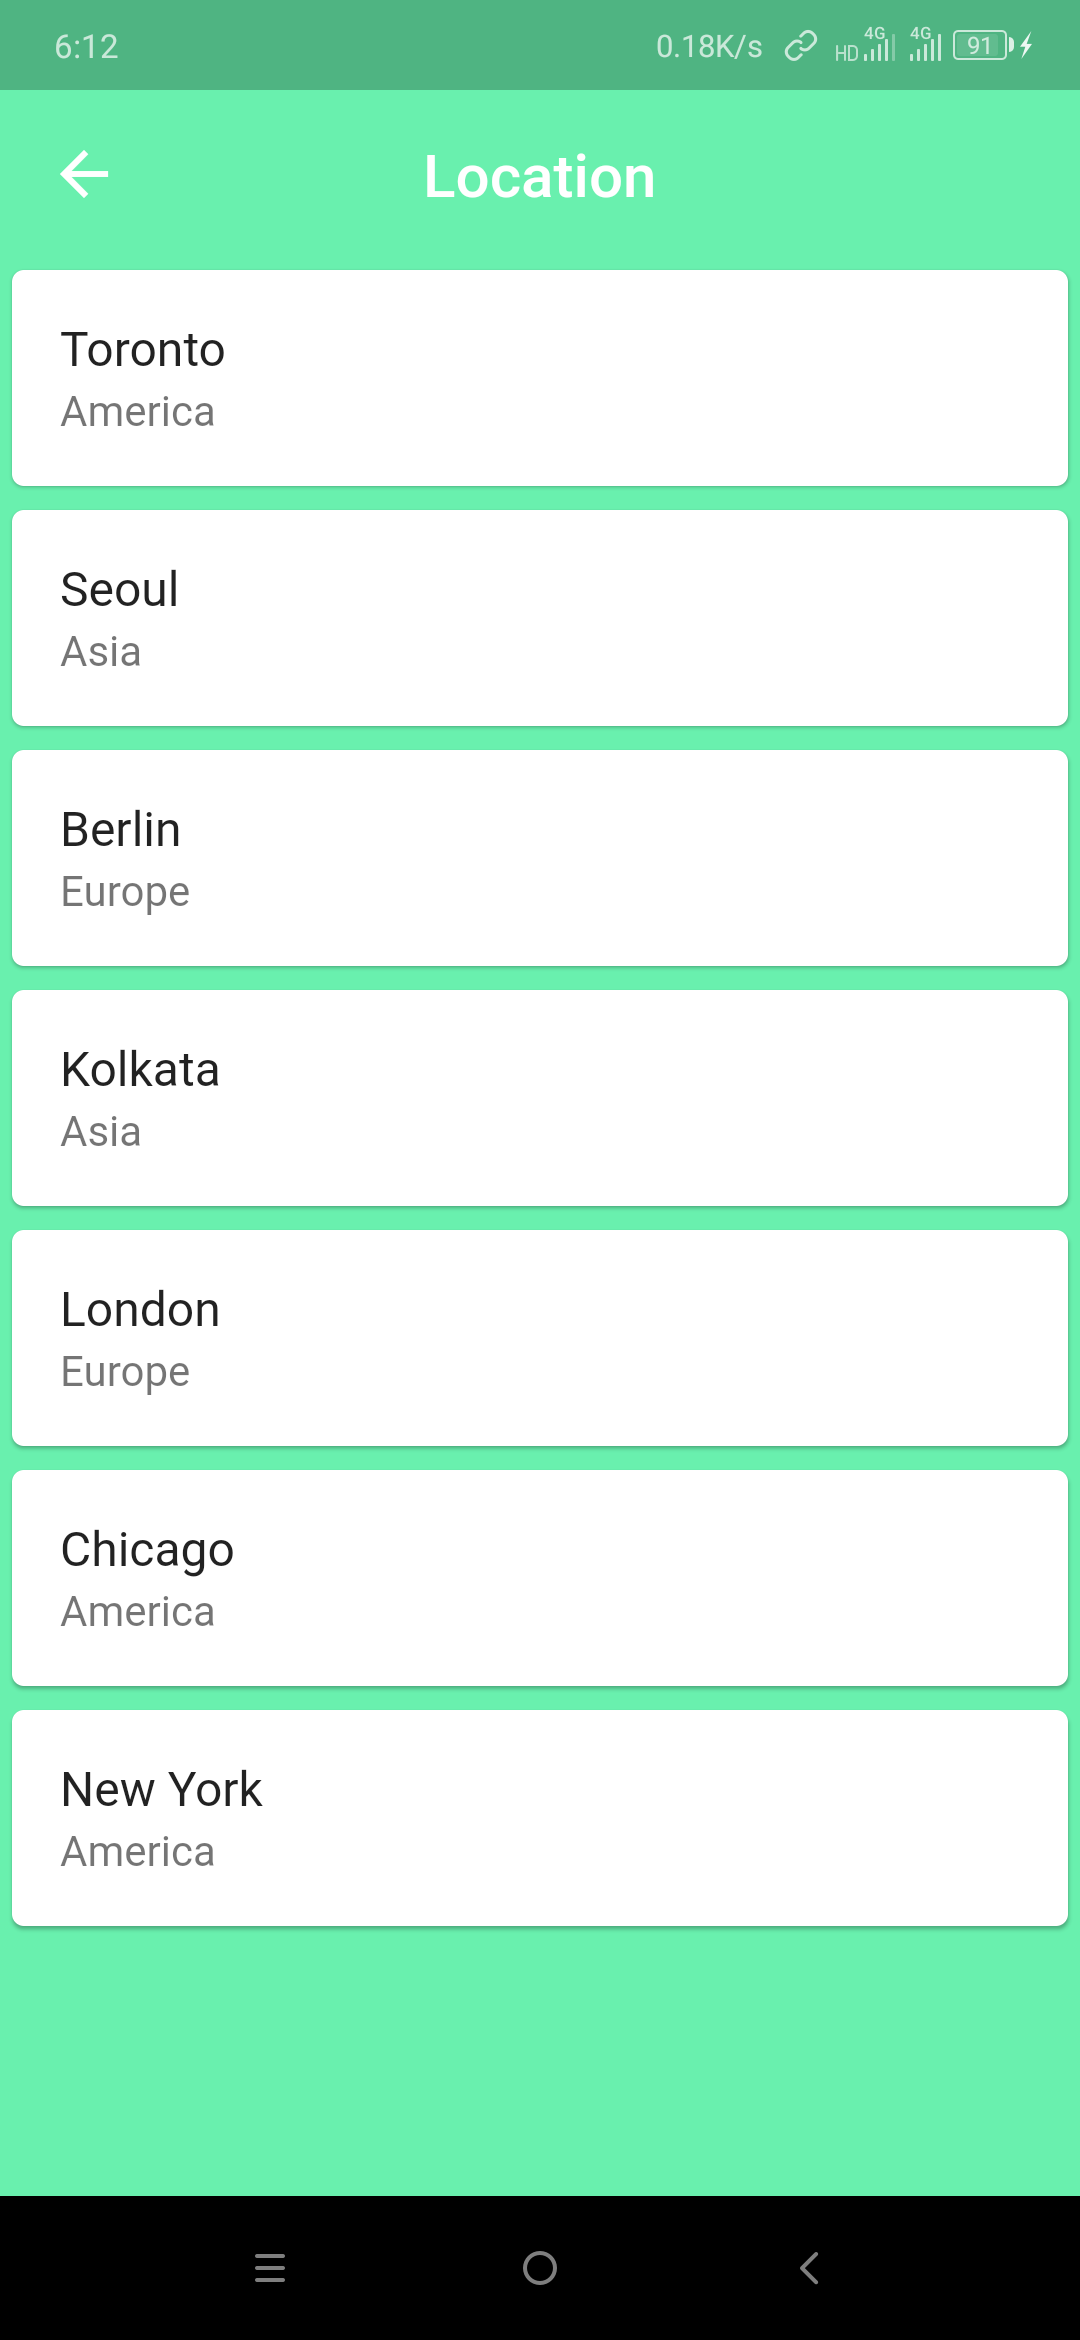 6:12 0.18K/s HD 4G 4G 91
Location
Toronto
America
Seoul
Asia
Berlin
Europe
Kolkata
Asia
London
Europe
Chicago
America
New York
America